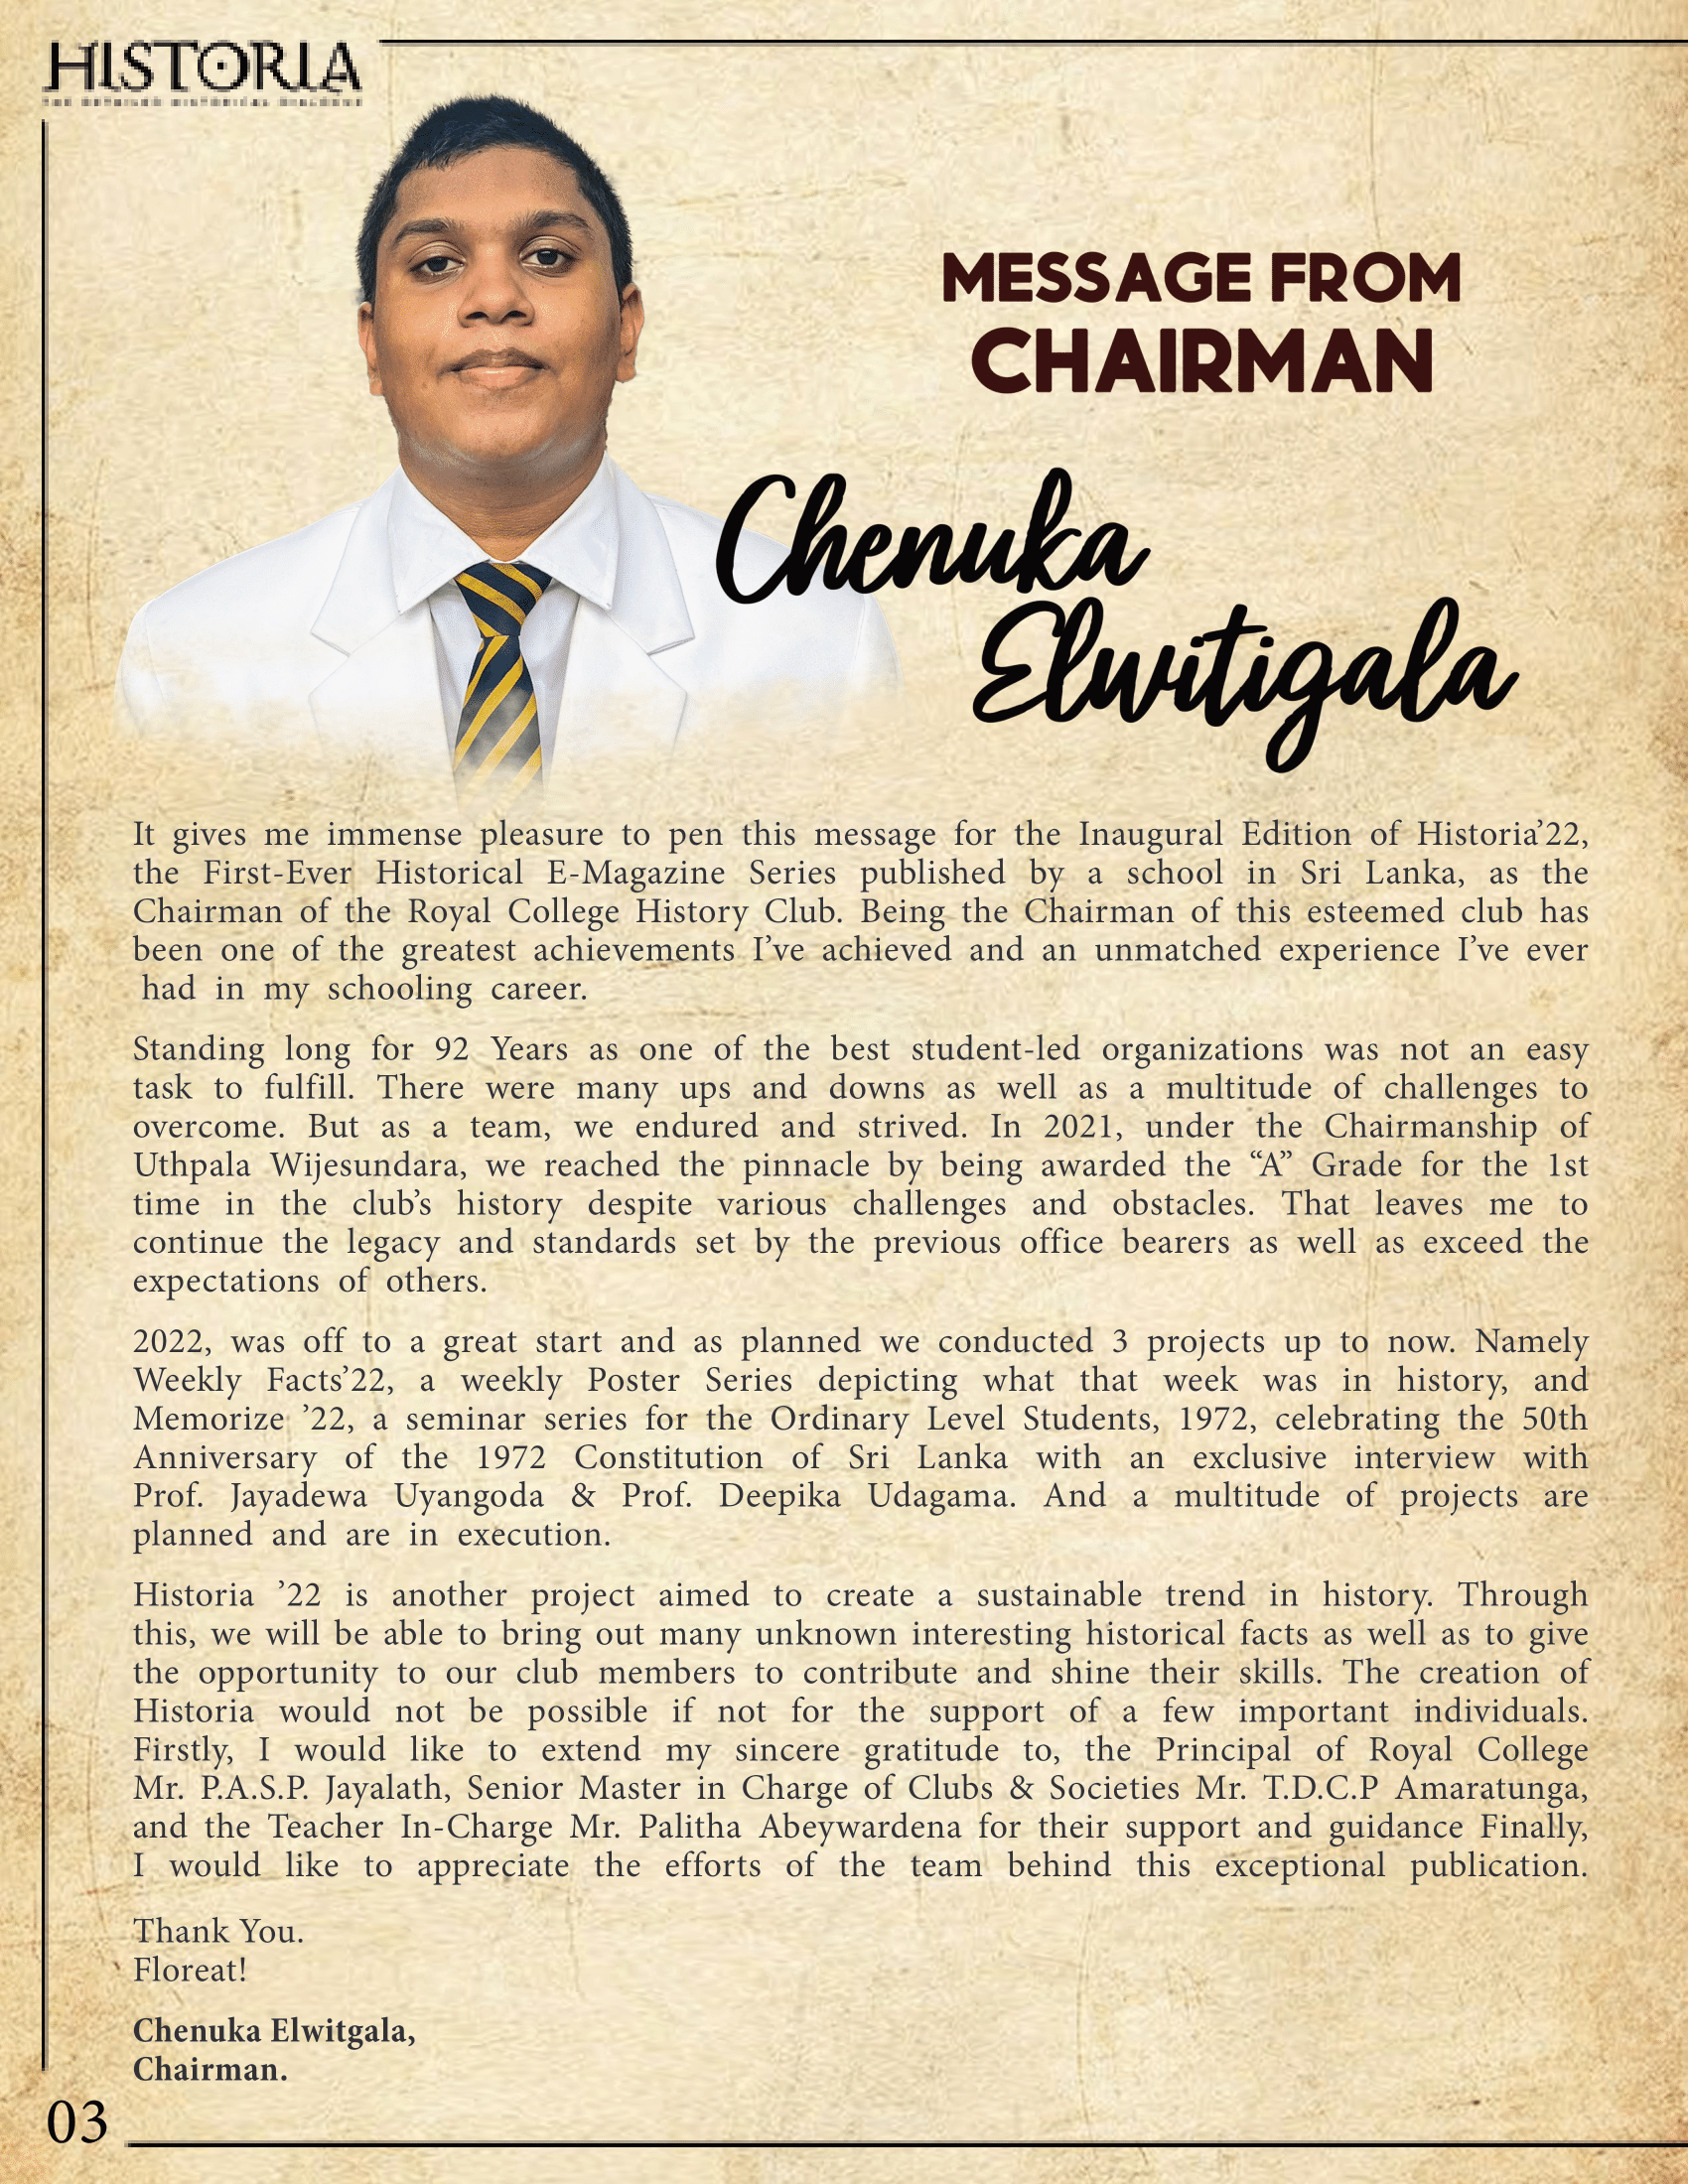 HISTORIA
MESSAGE FROM
CHAIRMAN
Chenuka
Elwitigala
It gives me immense pleasure to pen this message for the Inaugural Edition of Historia’22,
the First-Ever Historical E-Magazine Series published by a school in Sri Lanka, as the
Chairman of the Royal College History Club. Being the Chairman of this esteemed club has
been one of the greatest achievements I’ve achieved and an unmatched experience I’ve ever
had in my schooling career.
Standing long for 92 Years as one of the best student-led organizations was not an easy
task to fulfill. There were many ups and downs as well as a multitude of challenges to
overcome. But as a team, we endured and strived. In 2021, under the Chairmanship of
Uthpala Wijesundara, we reached the pinnacle by being awarded the “A” Grade for the 1st
time in the club’s history despite various challenges and obstacles. That leaves me to
continue the legacy and standards set by the previous office bearers as well as exceed the
expectations of others.
2022, was off to a great start and as planned we conducted 3 projects up to now. Namely
Weekly Facts’22, a weekly Poster Series depicting what that week was in history, and
Memorize ’22, a seminar series for the Ordinary Level Students, 1972, celebrating the 50th
Anniversary of the 1972 Constitution of Sri Lanka with an exclusive interview with
Prof. Jayadewa Uyangoda & Prof. Deepika Udagama. And a multitude of projects are
planned and are in execution.
Historia ’22 is another project aimed to create a sustainable trend in history. Through
this, we will be able to bring out many unknown interesting historical facts as well as to give
the opportunity to our club members to contribute and shine their skills. The creation of
Historia would not be possible if not for the support of a few important individuals.
Firstly, I would like to extend my sincere gratitude to, the Principal of Royal College
Mr. P.A.S.P. Jayalath, Senior Master in Charge of Clubs & Societies Mr. T.D.C.P Amaratunga,
and the Teacher In-Charge Mr. Palitha Abeywardena for their support and guidance Finally,
I would like to appreciate the efforts of the team behind this exceptional publication.
Thank You.
Floreat!
Chenuka Elwitgala,
Chairman.
03